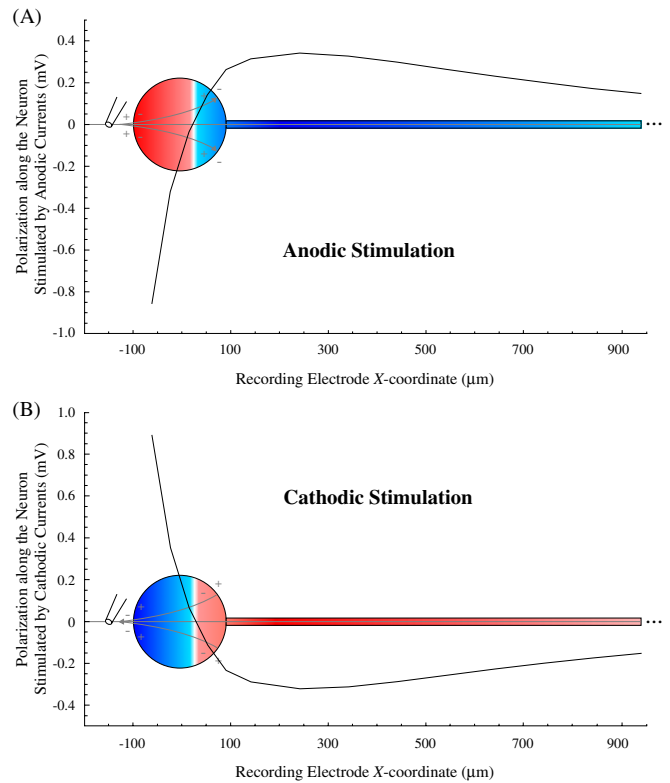 (A)
Polarization along the Neuron
Stimulated by Anodic Currents (mV)
0.4
0.2
0
-0.2
-0.4
-0.6
-0.8
-1.0
+ - - + - + - -
Anodic Stimulation
-100 100 300 500 700 900
Recording Electrode X-coordinate (μm)
(B)
Polarization along the Neuron
Stimulated by Cathodic Currents (mV)
1.0
0.8
0.6
0.4
0.2
0
-0.2
-0.4
Cathodic Stimulation
-100 100 300 500 700 900
Recording Electrode X-coordinate (μm)